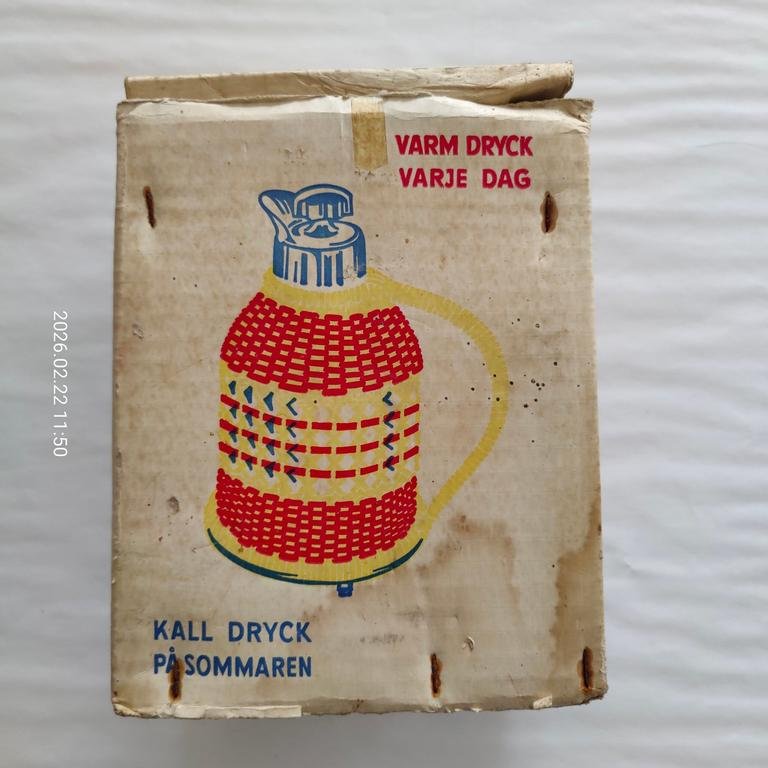 VARM DRYCK
VARJE DAG
2026.02.22 11:50
KALL DRYCK
PÅ SOMMAREN